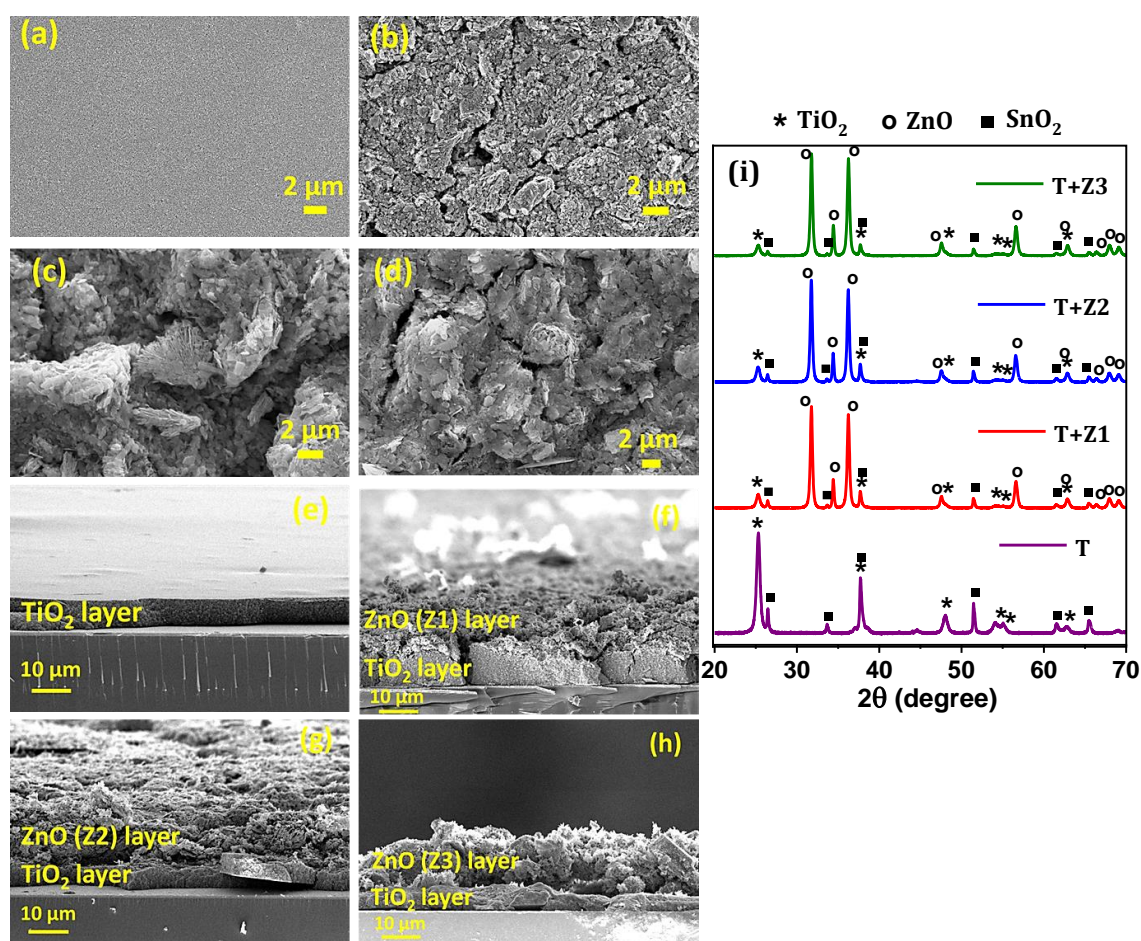 (a)
2 μm
(b)
2 μm
(c)
2 μm
(d)
2 μm
(e)
TiO₂ layer
10 μm
(f)
ZnO (Z1) layer
TiO₂ layer
10 μm
(g)
ZnO (Z2) layer
TiO₂ layer
10 μm
(h)
ZnO (Z3) layer
TiO₂ layer
10 μm
* TiO₂ o ZnO ■ SnO₂
(i)
T+Z3
T+Z2
T+Z1
T
20 30 40 50 60 70
2θ (degree)